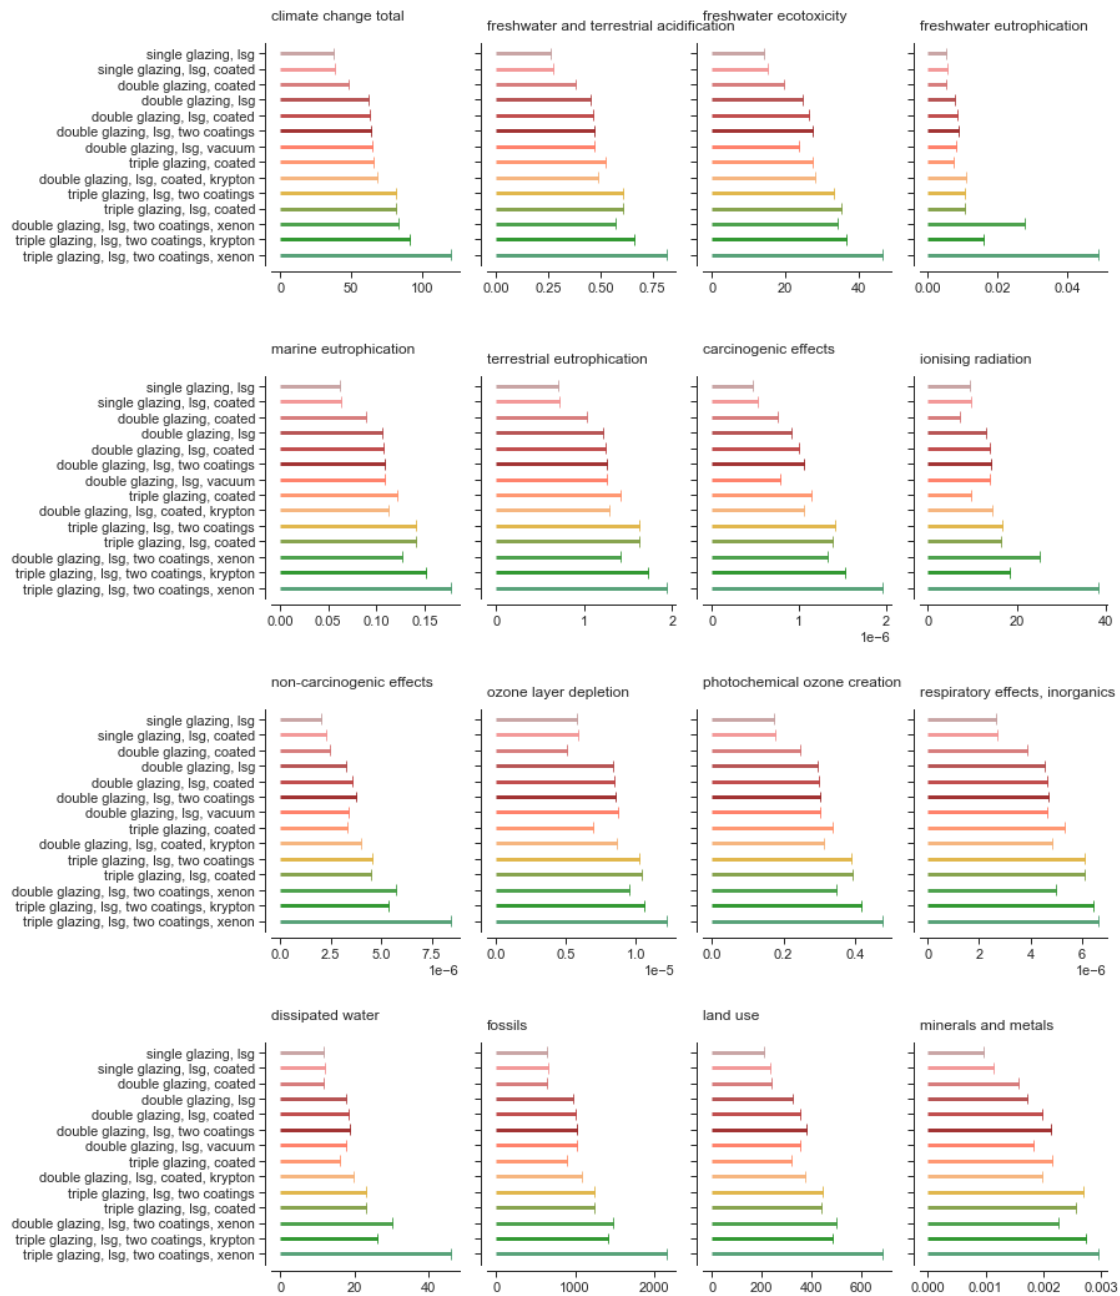 climate change total
freshwater and terrestrial acidification
freshwater ecotoxicity
freshwater eutrophication
single glazing, lsg
single glazing, lsg, coated
double glazing, coated
double glazing, lsg
double glazing, lsg, coated
double glazing, lsg, two coatings
double glazing, lsg, vacuum
triple glazing, coated
double glazing, lsg, coated, krypton
triple glazing, lsg, two coatings
triple glazing, lsg, coated
double glazing, lsg, two coatings, xenon
triple glazing, lsg, two coatings, krypton
triple glazing, lsg, two coatings, xenon
0 50 100
0.00 0.25 0.50 0.75
0 20 40
0.00 0.02 0.04
marine eutrophication
terrestrial eutrophication
carcinogenic effects
ionising radiation
single glazing, lsg
single glazing, lsg, coated
double glazing, coated
double glazing, lsg
double glazing, lsg, coated
double glazing, lsg, two coatings
double glazing, lsg, vacuum
triple glazing, coated
double glazing, lsg, coated, krypton
triple glazing, lsg, two coatings
triple glazing, lsg, coated
double glazing, lsg, two coatings, xenon
triple glazing, lsg, two coatings, krypton
triple glazing, lsg, two coatings, xenon
0.00 0.05 0.10 0.15
0 1 2
0 1 2
1e−6
0 20 40
non-carcinogenic effects
ozone layer depletion
photochemical ozone creation
respiratory effects, inorganics
single glazing, lsg
single glazing, lsg, coated
double glazing, coated
double glazing, lsg
double glazing, lsg, coated
double glazing, lsg, two coatings
double glazing, lsg, vacuum
triple glazing, coated
double glazing, lsg, coated, krypton
triple glazing, lsg, two coatings
triple glazing, lsg, coated
double glazing, lsg, two coatings, xenon
triple glazing, lsg, two coatings, krypton
triple glazing, lsg, two coatings, xenon
0.0 2.5 5.0 7.5
1e−6
0.0 0.5 1.0
1e−5
0.0 0.2 0.4
0 2 4 6
1e−6
dissipated water
fossils
land use
minerals and metals
single glazing, lsg
single glazing, lsg, coated
double glazing, coated
double glazing, lsg
double glazing, lsg, coated
double glazing, lsg, two coatings
double glazing, lsg, vacuum
triple glazing, coated
double glazing, lsg, coated, krypton
triple glazing, lsg, two coatings
triple glazing, lsg, coated
double glazing, lsg, two coatings, xenon
triple glazing, lsg, two coatings, krypton
triple glazing, lsg, two coatings, xenon
0 20 40
0 1000 2000
0 200 400 600
0.000 0.001 0.002 0.003